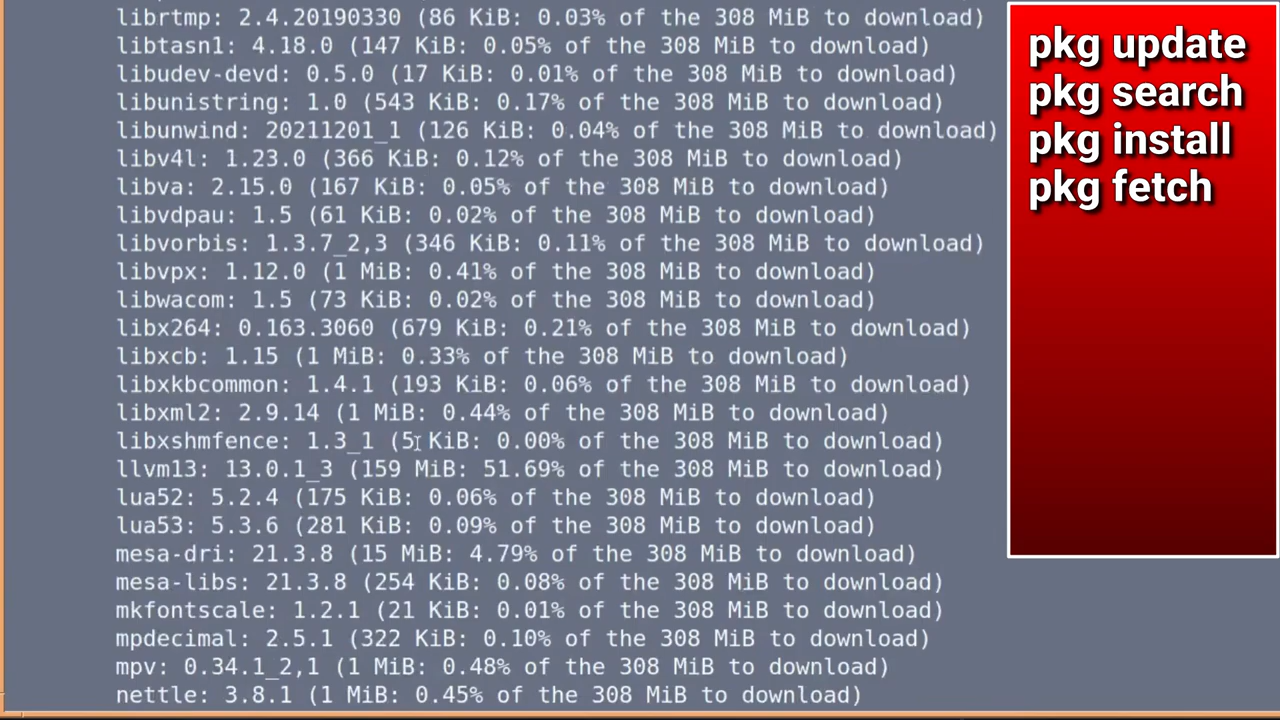 librtmp: 2.4.20190330 (86 KiB: 0.03% of the 308 MiB to download)
libtasn1: 4.18.0 (147 KiB: 0.05% of the 308 MiB to download)
libudev-devd: 0.5.0 (17 KiB: 0.01% of the 308 MiB to download)
libunistring: 1.0 (543 KiB: 0.17% of the 308 MiB to download)
libunwind: 20211201_1 (126 KiB: 0.04% of the 308 MiB to download)
libv4l: 1.23.0 (366 KiB: 0.12% of the 308 MiB to download)
libva: 2.15.0 (167 KiB: 0.05% of the 308 MiB to download)
libvdpau: 1.5 (61 KiB: 0.02% of the 308 MiB to download)
libvorbis: 1.3.7_2,3 (346 KiB: 0.11% of the 308 MiB to download)
libvpx: 1.12.0 (1 MiB: 0.41% of the 308 MiB to download)
libwacom: 1.5 (73 KiB: 0.02% of the 308 MiB to download)
libx264: 0.163.3060 (679 KiB: 0.21% of the 308 MiB to download)
libxcb: 1.15 (1 MiB: 0.33% of the 308 MiB to download)
libxkbcommon: 1.4.1 (193 KiB: 0.06% of the 308 MiB to download)
libxml2: 2.9.14 (1 MiB: 0.44% of the 308 MiB to download)
libxshmfence: 1.3_1 (5 KiB: 0.00% of the 308 MiB to download)
llvm13: 13.0.1_3 (159 MiB: 51.69% of the 308 MiB to download)
lua52: 5.2.4 (175 KiB: 0.06% of the 308 MiB to download)
lua53: 5.3.6 (281 KiB: 0.09% of the 308 MiB to download)
mesa-dri: 21.3.8 (15 MiB: 4.79% of the 308 MiB to download)
mesa-libs: 21.3.8 (254 KiB: 0.08% of the 308 MiB to download)
mkfontscale: 1.2.1 (21 KiB: 0.01% of the 308 MiB to download)
mpdecimal: 2.5.1 (322 KiB: 0.10% of the 308 MiB to download)
mpv: 0.34.1_2,1 (1 MiB: 0.48% of the 308 MiB to download)
nettle: 3.8.1 (1 MiB: 0.45% of the 308 MiB to download)
pkg update
pkg search
pkg install
pkg fetch